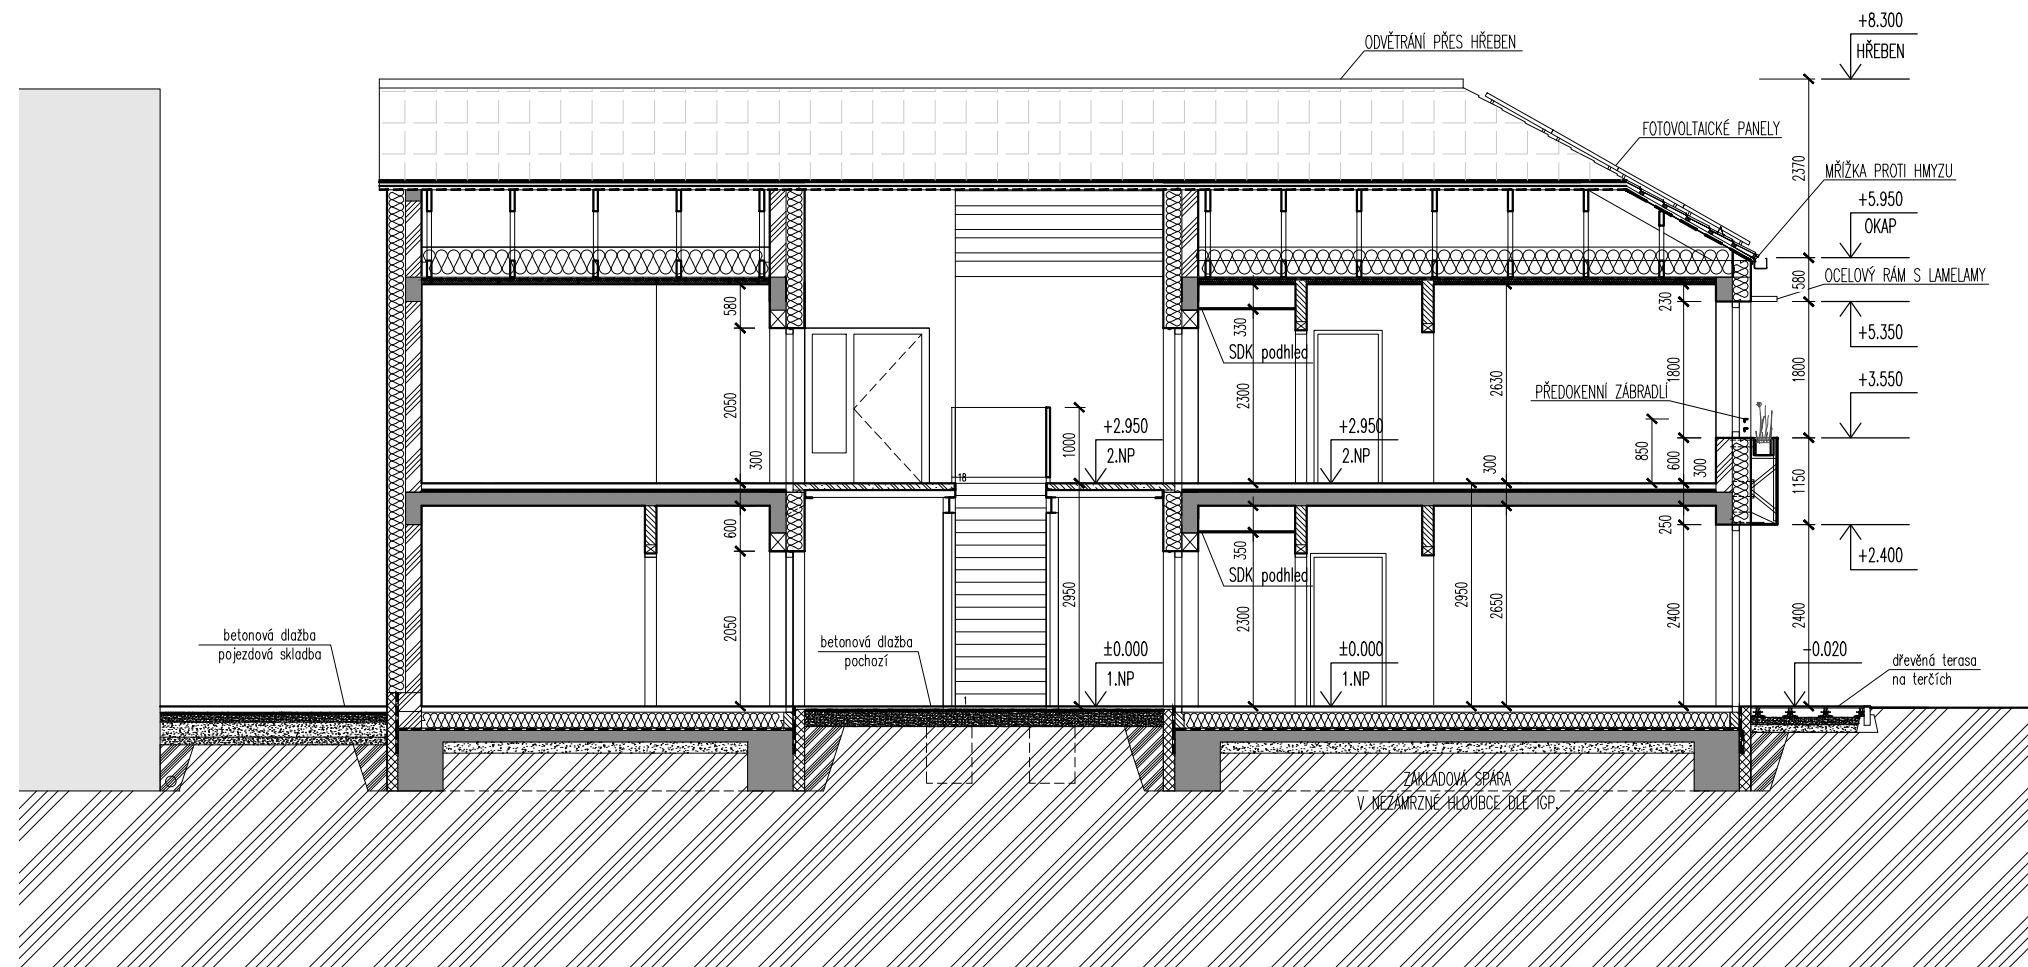 +8.300
HŘEBEN
ODVĚTRÁNÍ PŘES HŘEBEN
FOTOVOLTAICKÉ PANELY
2370
MŘÍŽKA PROTI HMYZU
+5.950
OKAP
OCELOVÝ RÁM S LAMELAMY
580
580
230
330
+5.350
SDK podhled
1800
1800
+3.550
PŘEDOKENNÍ ZÁBRADLÍ
2050
2300
2630
+2.950
2.NP
+2.950
2.NP
1000
850
300
300
600
300
18
1150
600
350
250
+2.400
SDK podhled
2950
2950
2650
2300
2400
2400
2050
betonová dlažba
pojezdová skladba
betonová dlažba
pochozí
±0.000
1.NP
±0.000
1.NP
-0.020
dřevěná terasa
na terčích
1
ZÁKLADOVÁ SPÁRA
V NEZÁMRZNÉ HLOUBCE DLE IGP.